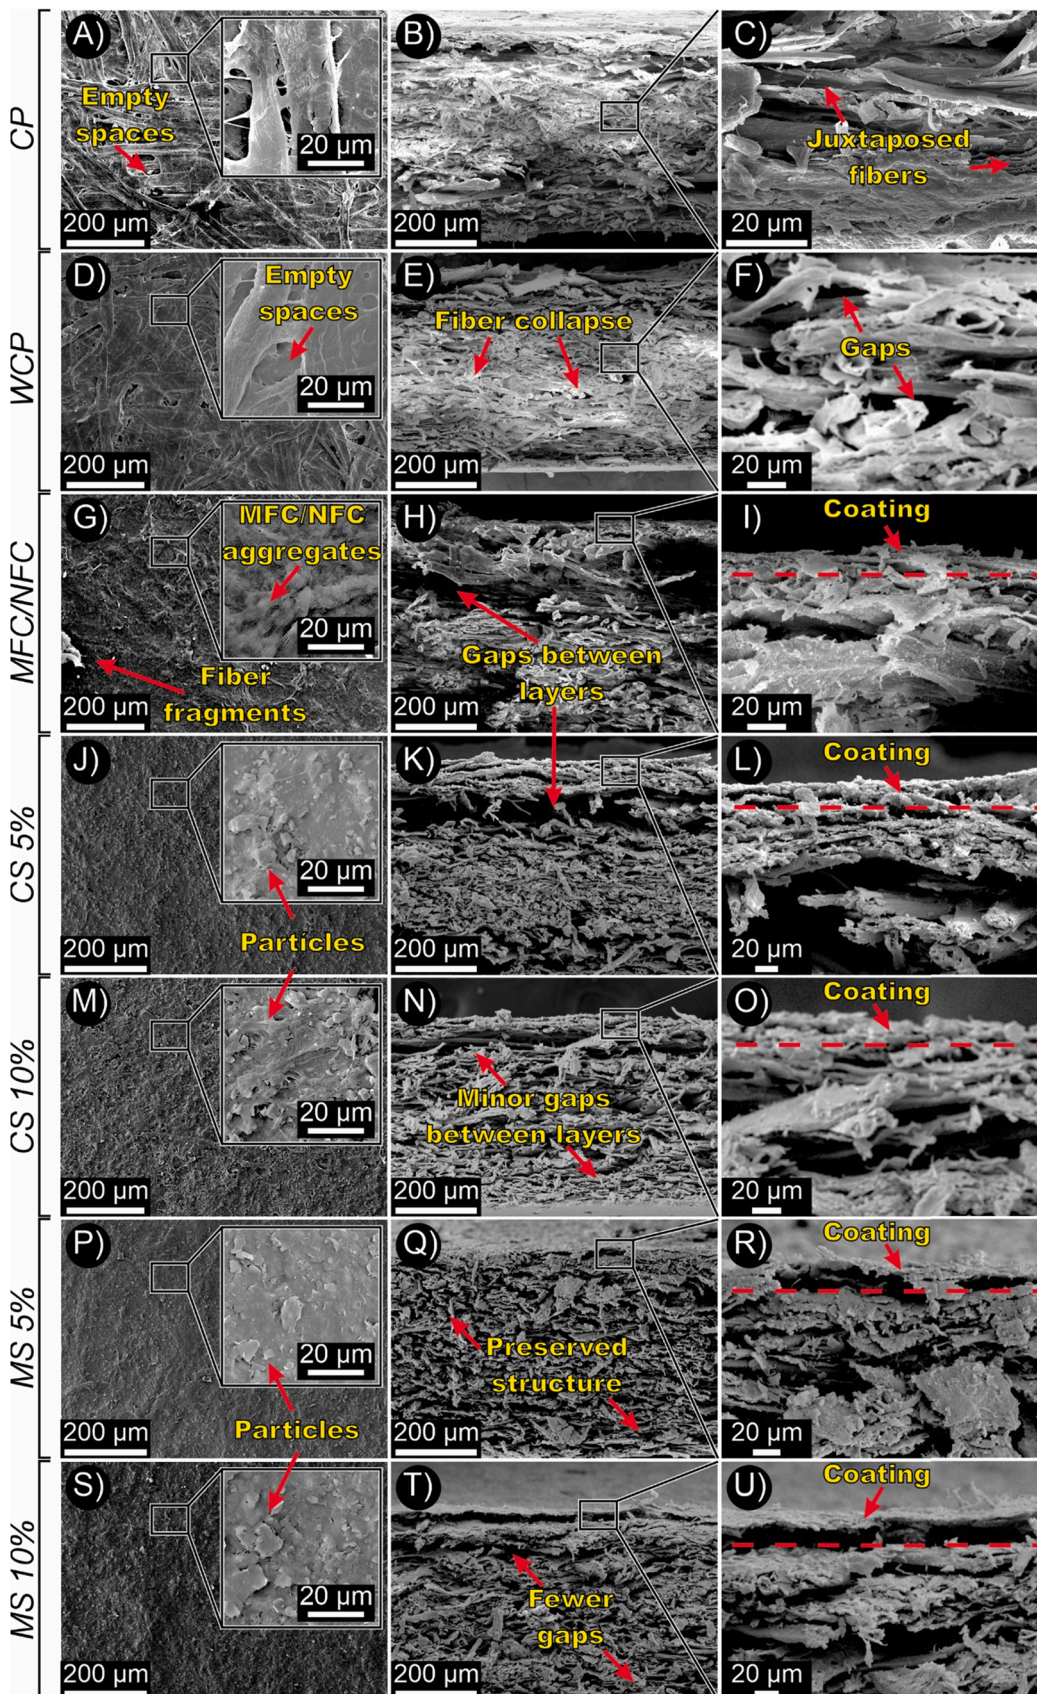 CP
A)
Empty
spaces
20 µm
200 µm
B)
200 µm
C)
Juxtaposed
fibers
20 µm
WCP
D)
Empty
spaces
20 µm
200 µm
E)
Fiber collapse
200 µm
F)
Gaps
20 µm
MFC/NFC
G)
MFC/NFC
aggregates
20 µm
Fiber
fragments
200 µm
H)
Gaps between
layers
200 µm
I)
Coating
20 µm
CS 5%
J)
20 µm
Particles
200 µm
K)
200 µm
L)
Coating
20 µm
CS 10%
M)
20 µm
200 µm
N)
Minor gaps
between layers
200 µm
O)
Coating
20 µm
MS 5%
P)
20 µm
Particles
200 µm
Q)
Preserved
structure
200 µm
R)
Coating
20 µm
MS 10%
S)
20 µm
200 µm
T)
Fewer
gaps
200 µm
U)
Coating
20 µm